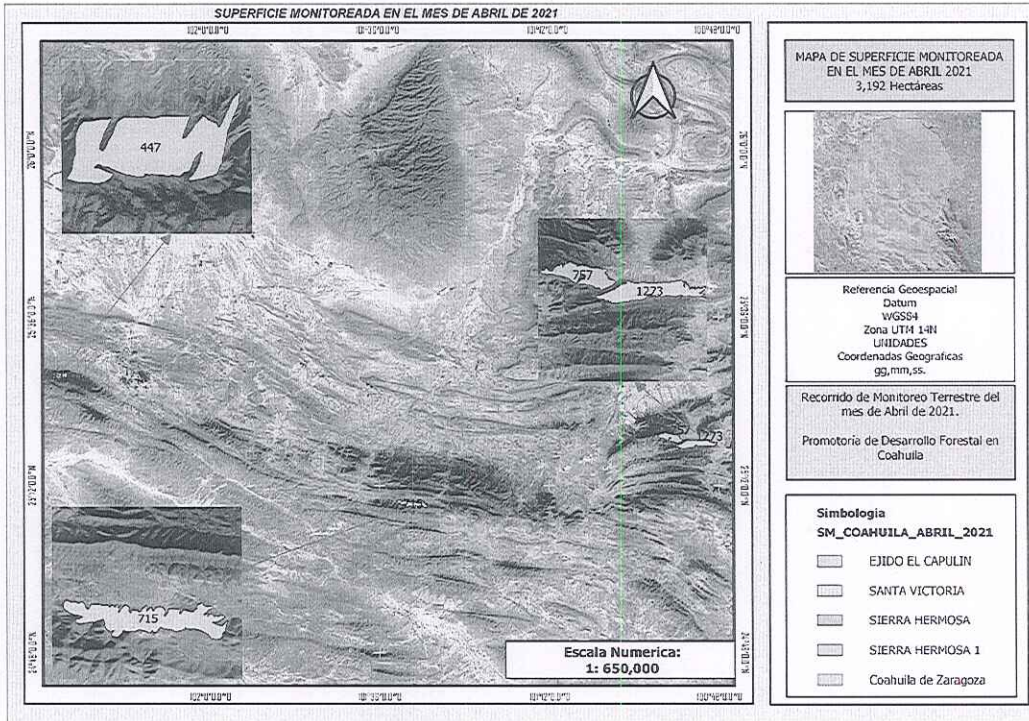 SUPERFICIE MONITOREADA EN EL MES DE ABRIL DE 2021
447
757
1273
1273
715
Escala Numerica:
1: 650,000
MAPA DE SUPERFICIE MONITOREADA
EN EL MES DE ABRIL 2021
3,192 Hectáreas
Referencia Geoespacial
Datum
WGS84
Zona UTM 14N
UNIDADES
Coordenadas Geograficas
gg,mm,ss.
Recorrido de Monitoreo Terrestre del
mes de Abril de 2021.
Promotoría de Desarrollo Forestal en
Coahuila
Simbologia
SM_COAHUILA_ABRIL_2021
EJIDO EL CAPULIN
SANTA VICTORIA
SIERRA HERMOSA
SIERRA HERMOSA 1
Coahuila de Zaragoza